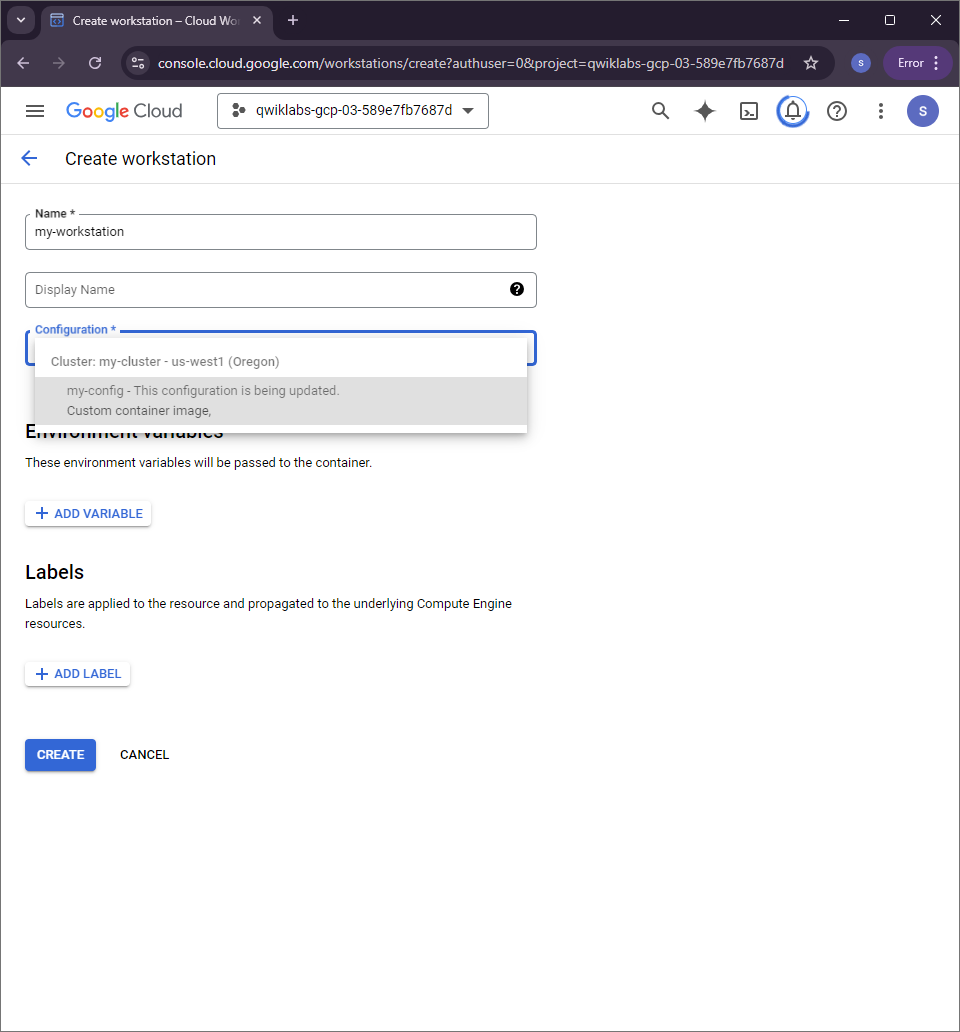 Create workstation – Cloud Wo
console.cloud.google.com/workstations/create?authuser=0&project=qwiklabs-gcp-03-589e7fb7687d
s
Error
Google Cloud
qwiklabs-gcp-03-589e7fb7687d
S
Create workstation
Name *
my-workstation
Display Name
Configuration *
Cluster: my-cluster - us-west1 (Oregon)
my-config - This configuration is being updated.
Custom container image,
Environment variables
These environment variables will be passed to the container.
ADD VARIABLE
Labels
Labels are applied to the resource and propagated to the underlying Compute Engine
resources.
ADD LABEL
CREATE
CANCEL